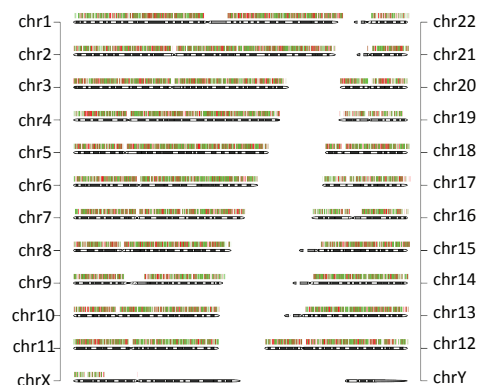 chr1 chr22
chr2 chr21
chr3 chr20
chr4 chr19
chr5 chr18
chr6 chr17
chr7 chr16
chr8 chr15
chr9 chr14
chr10 chr13
chr11 chr12
chrX chrY